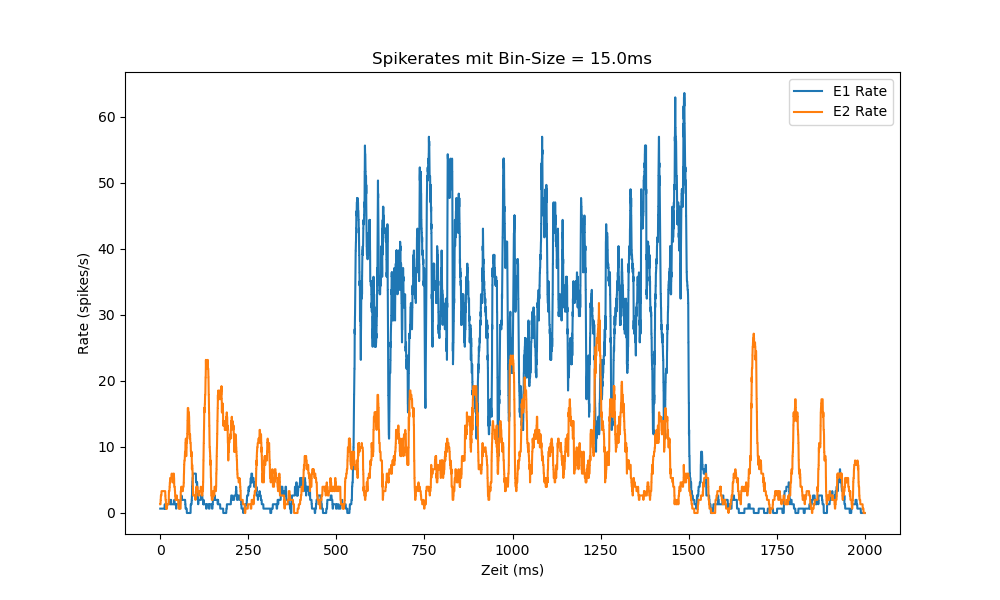 Spikerates mit Bin-Size = 15.0ms
E1 Rate
E2 Rate
60
50
40
30
20
10
0
Rate (spikes/s)
0 250 500 750 1000 1250 1500 1750 2000
Zeit (ms)